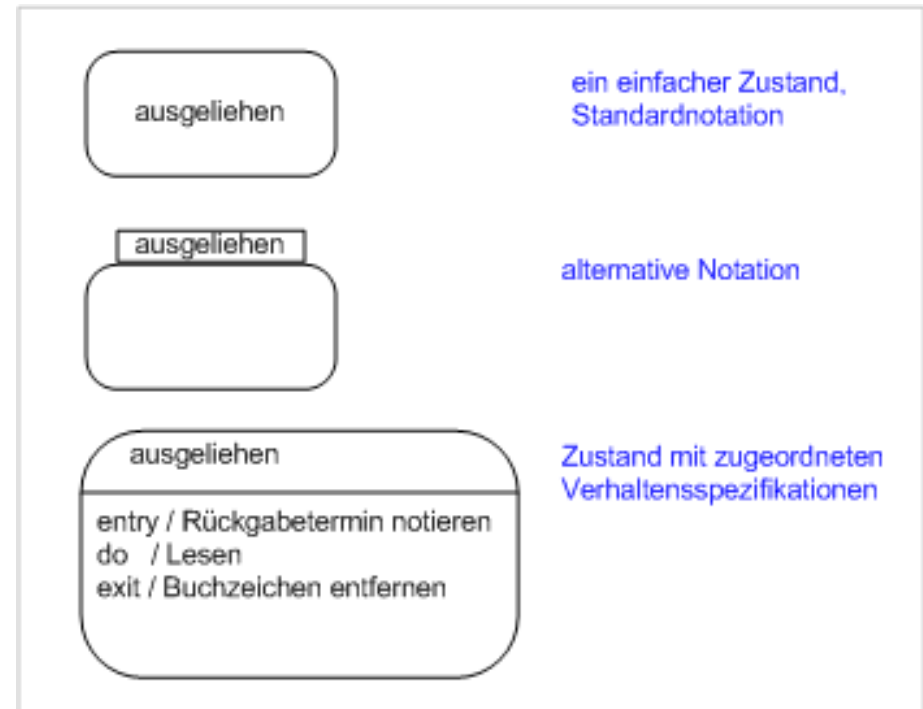 ausgeliehen
ein einfacher Zustand,
Standardnotation
ausgeliehen
alternative Notation
ausgeliehen
entry / Rückgabetermin notieren
do / Lesen
exit / Buchzeichen entfernen
Zustand mit zugeordneten
Verhaltensspezifikationen